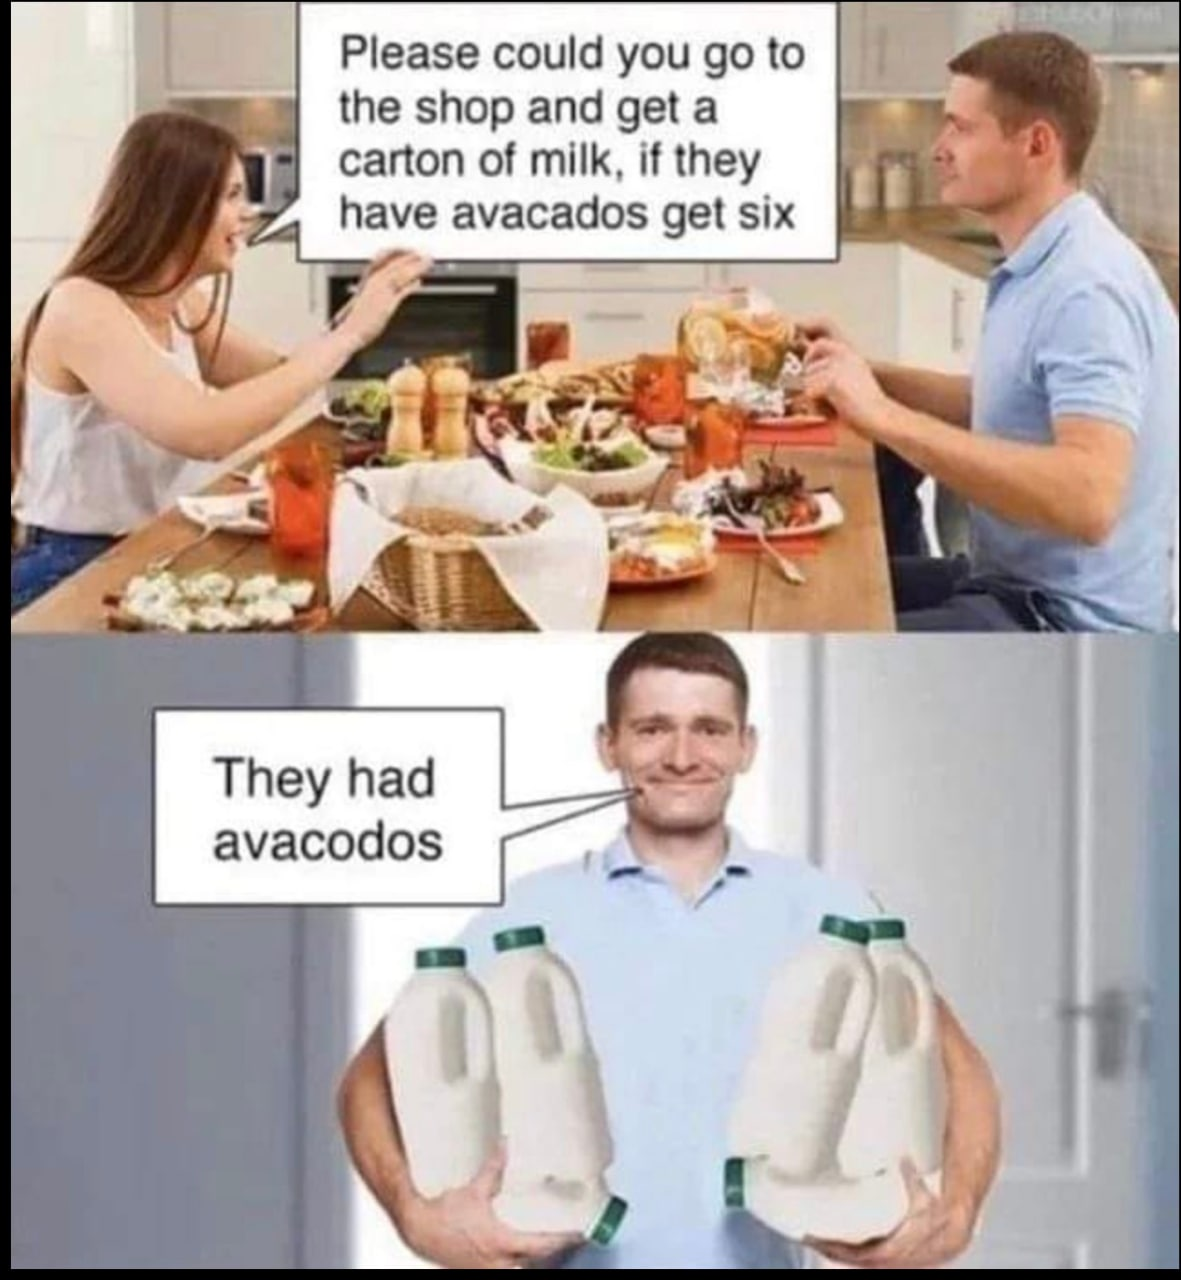 Please could you go to
the shop and get a
carton of milk, if they
have avacados get six
They had
avacodos